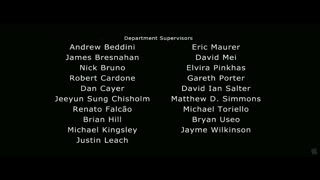 Department Supervisors
Andrew Beddini
James Bresnahan
Nick Bruno
Robert Cardone
Dan Cayer
Jeeyun Sung Chisholm
Renato Falcão
Brian Hill
Michael Kingsley
Justin Leach
Eric Maurer
David Mei
Elvira Pinkhas
Gareth Porter
David Ian Salter
Matthew D. Simmons
Michael Toriello
Bryan Useo
Jayme Wilkinson